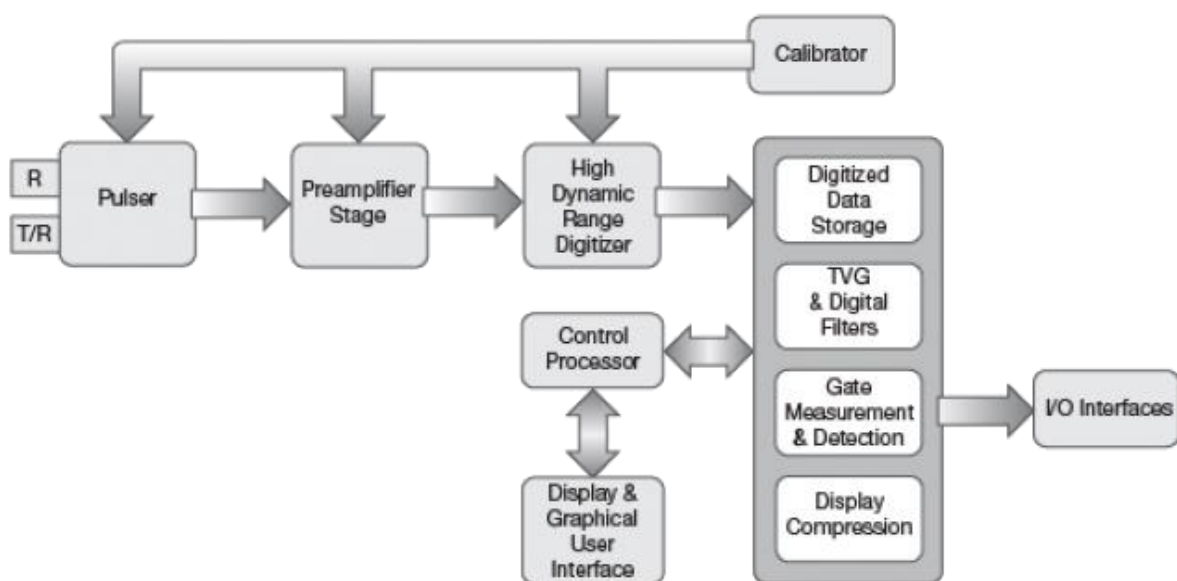 Calibrator
R
T/R
Pulser
Preamplifier
Stage
High
Dynamic
Range
Digitizer
Digitized
Data
Storage
TVG
& Digital
Filters
Control
Processor
Gate
Measurement
& Detection
I/O Interfaces
Display &
Graphical
User
Interface
Display
Compression